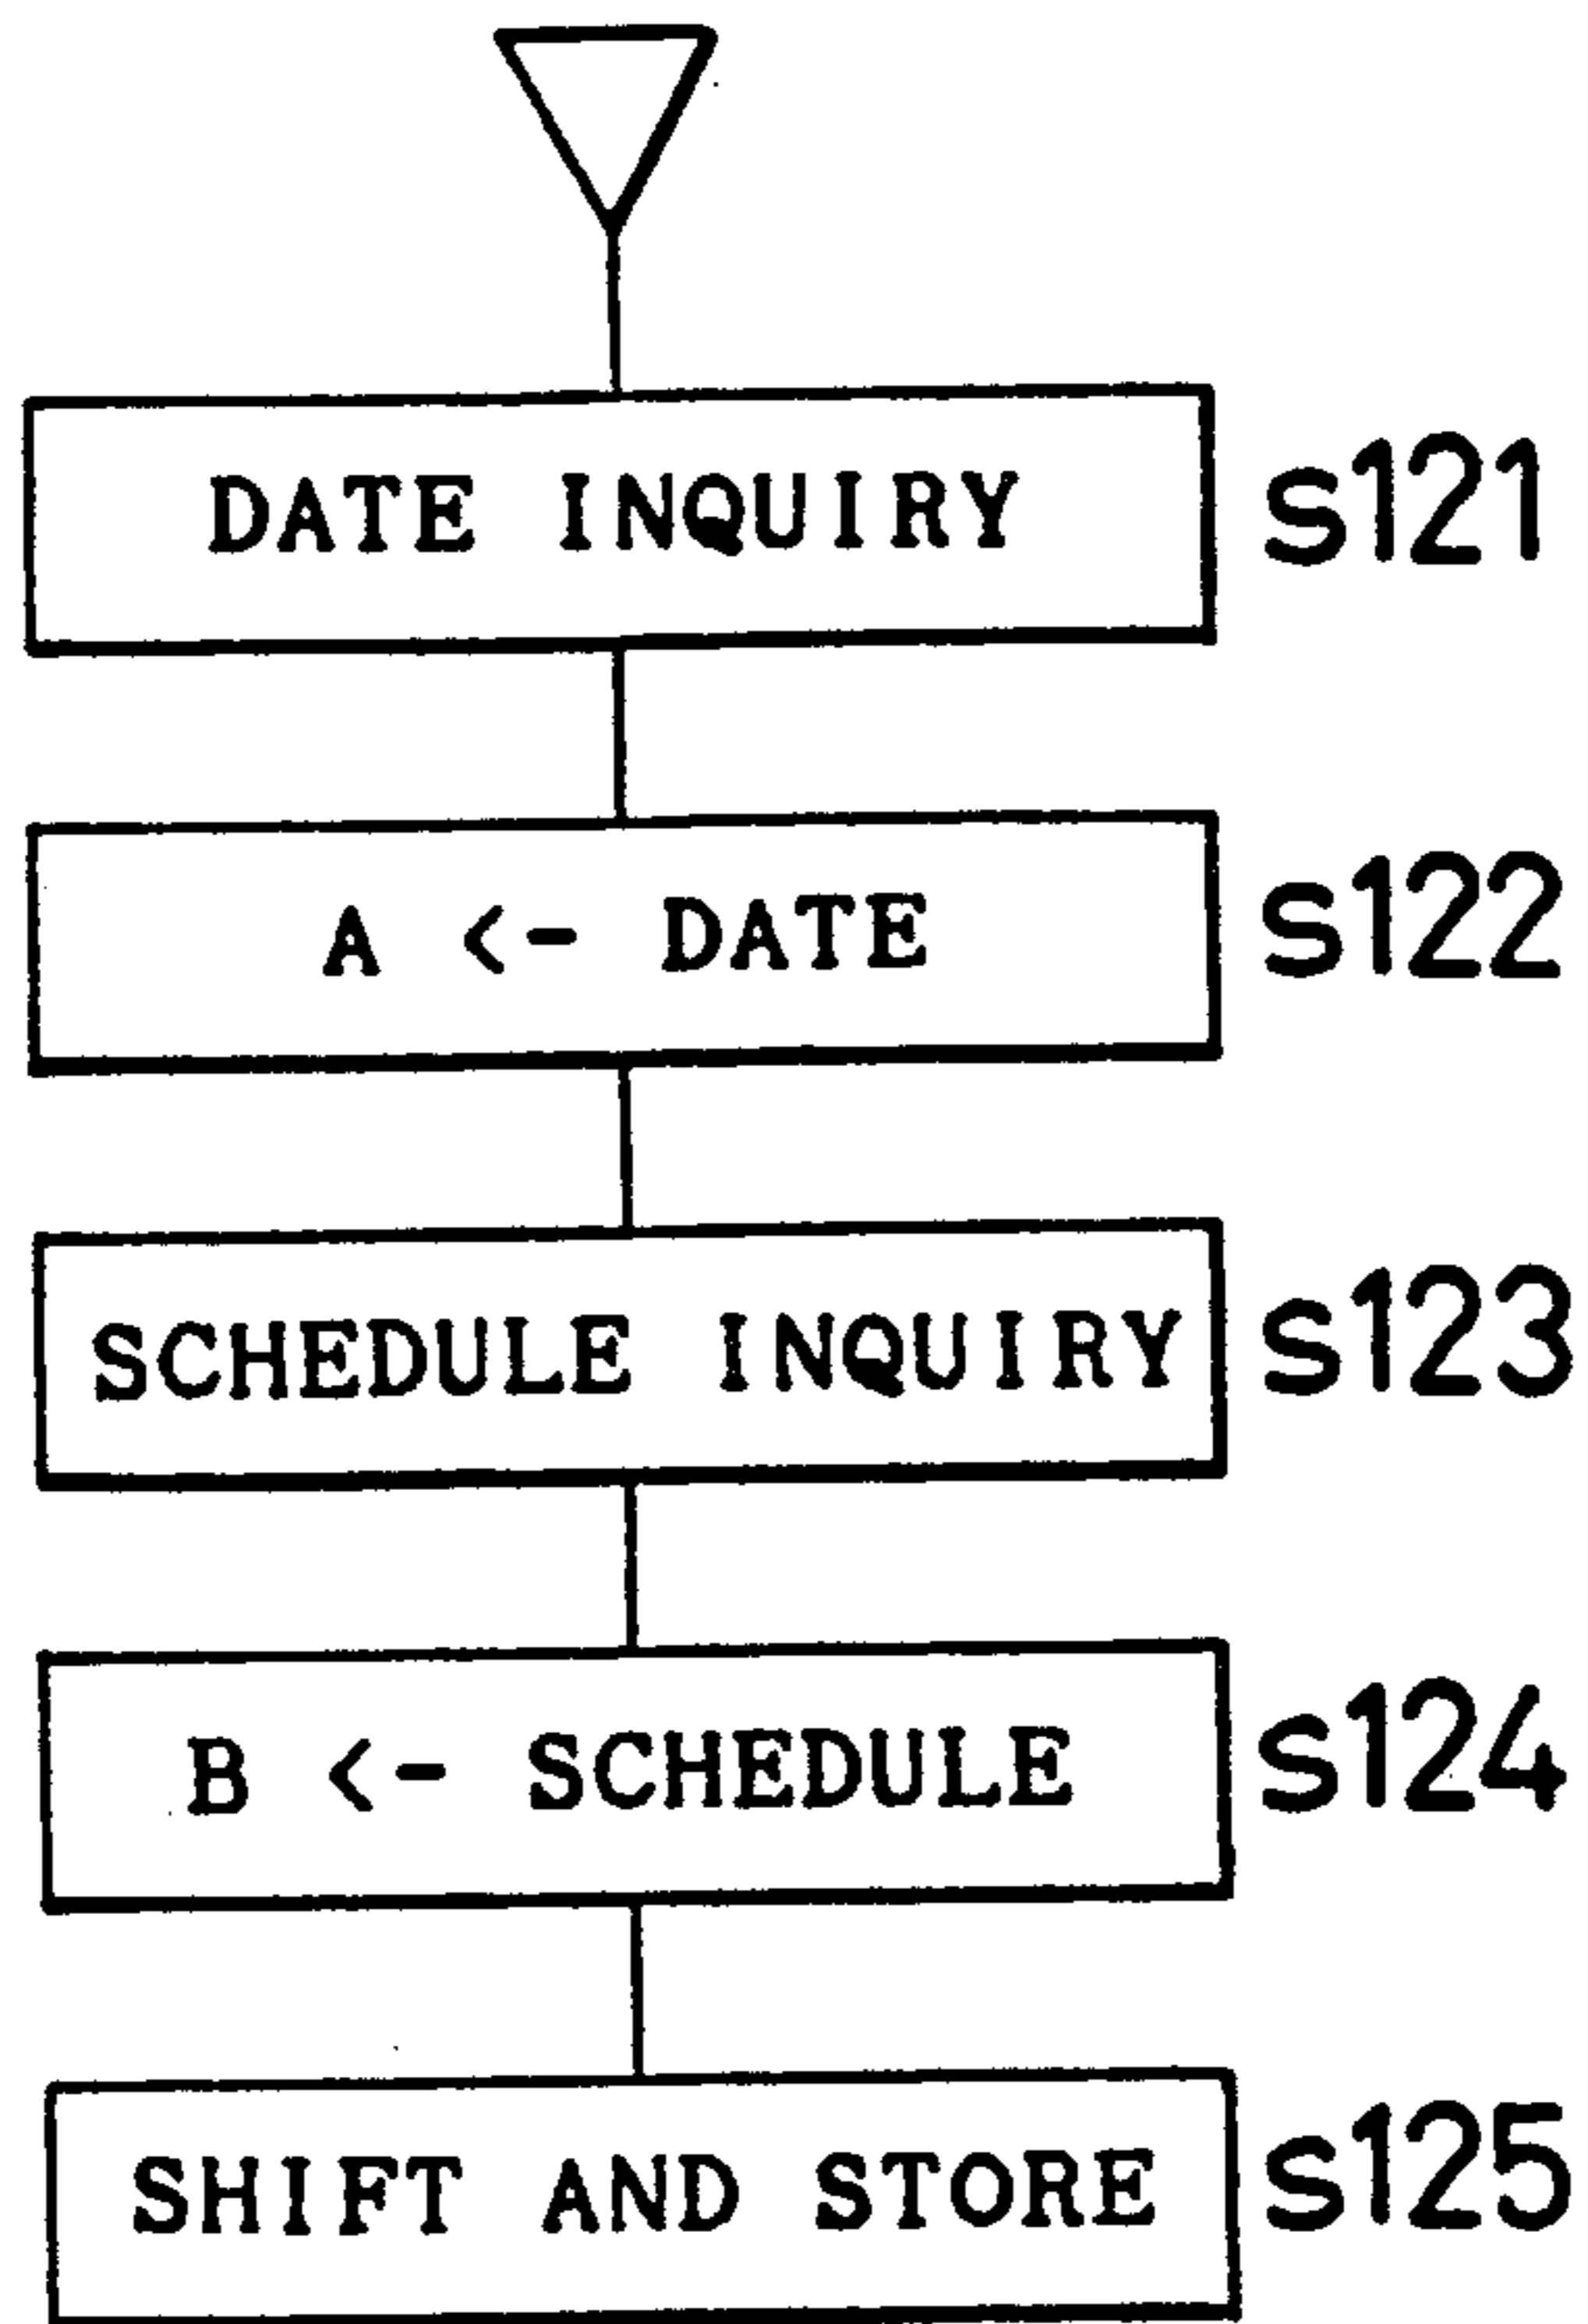 DATE INQUIRY s121
A <- DATE s122
SCHEDULE INQUIRY s123
B <- SCHEDULE s124
SHIFT AND STORE s125